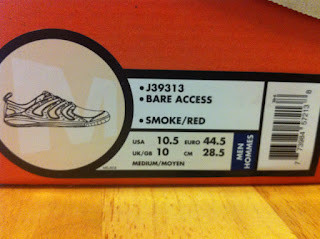 • J39313
• BARE ACCESS
• SMOKE/RED
USA 10.5 EURO 44.5
UK/GB 10 CM 28.5
MEDIUM/MOYEN
MEN
HOMMES